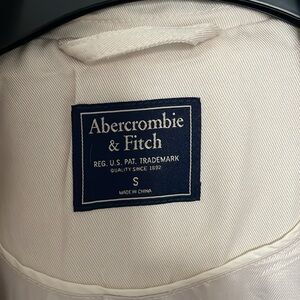 Abercrombie
& Fitch
REG. U.S. PAT. TRADEMARK
QUALITY SINCE 1892
S
MADE IN CHINA